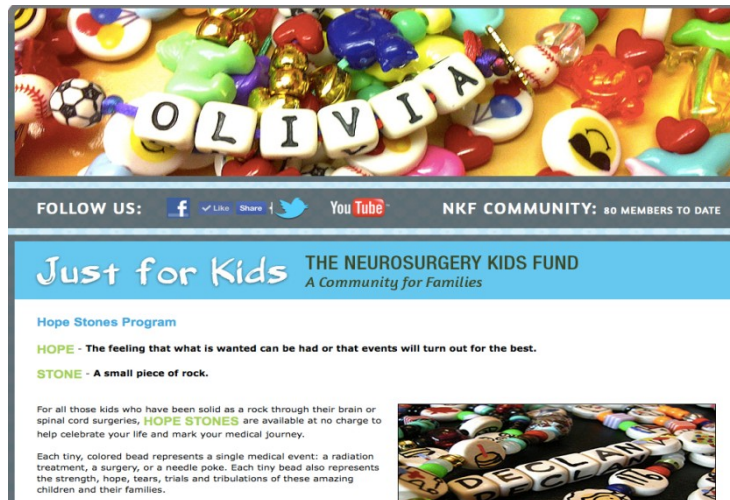 OLIVIA
FOLLOW US: f Like Share You Tube NKF COMMUNITY: 80 MEMBERS TO DATE
Just for Kids THE NEUROSURGERY KIDS FUND
A Community for Families
Hope Stones Program
HOPE - The feeling that what is wanted can be had or that events will turn out for the best.
STONE - A small piece of rock.
For all those kids who have been solid as a rock through their brain or
spinal cord surgeries, HOPE STONES are available at no charge to
help celebrate your life and mark your medical journey.
Each tiny, colored bead represents a single medical event: a radiation
treatment, a surgery, or a needle poke. Each tiny bead also represents
the strength, hope, tears, trials and tribulations of these amazing
children and their families.
DECLAN